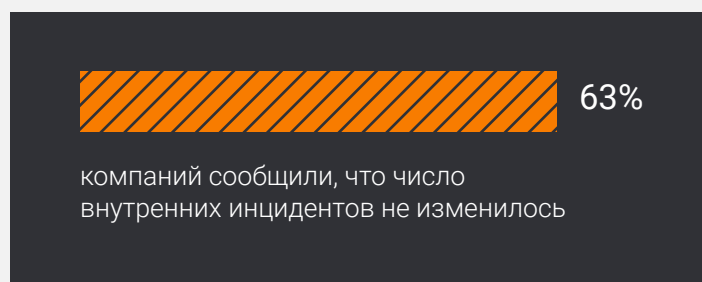 63%
компаний сообщили, что число
внутренних инцидентов не изменилось